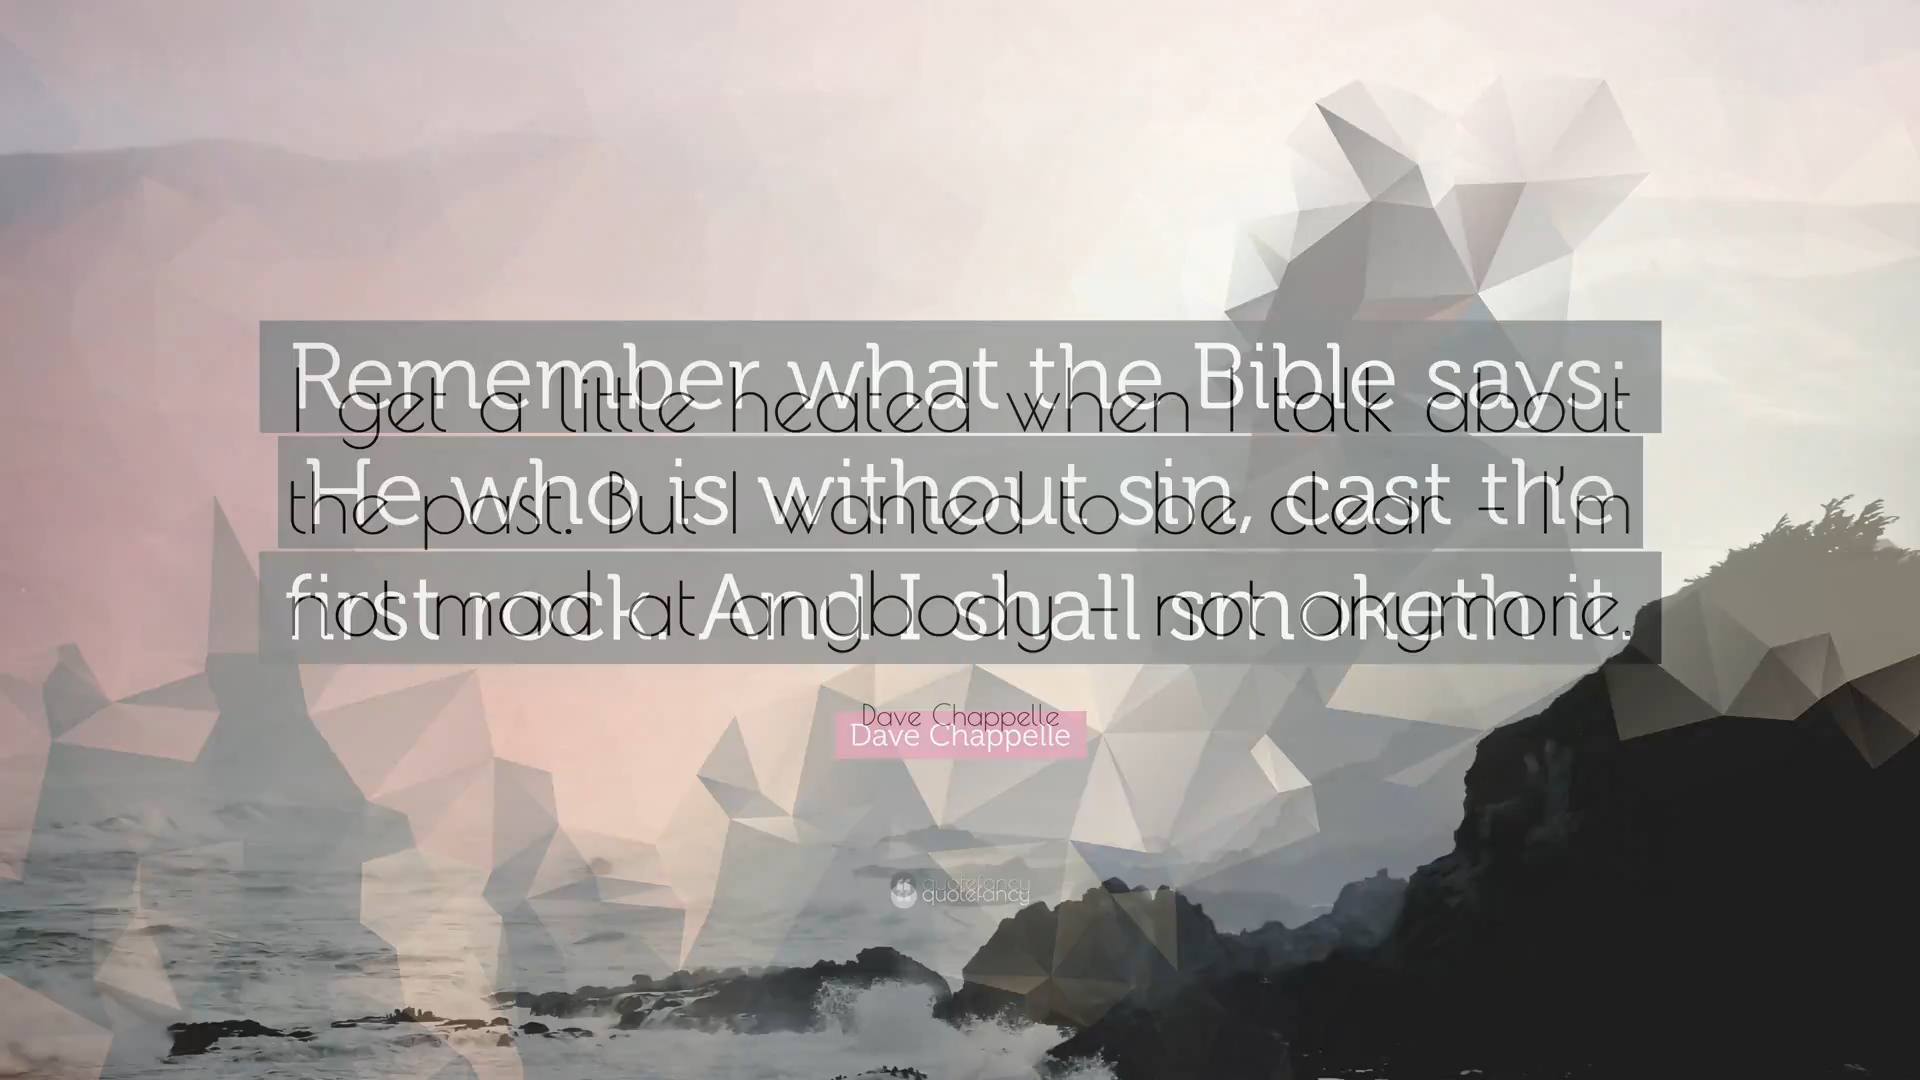 Remember what the Bible says:
I get a little heated when I talk about
He who is without sin, cast the
the past. But I wanted to be clear – I'm
first rock. And I shall smoketh it.
not mad at anybody – not anymore.
Dave Chappelle
Dave Chappelle
quotefancy
quotefancy